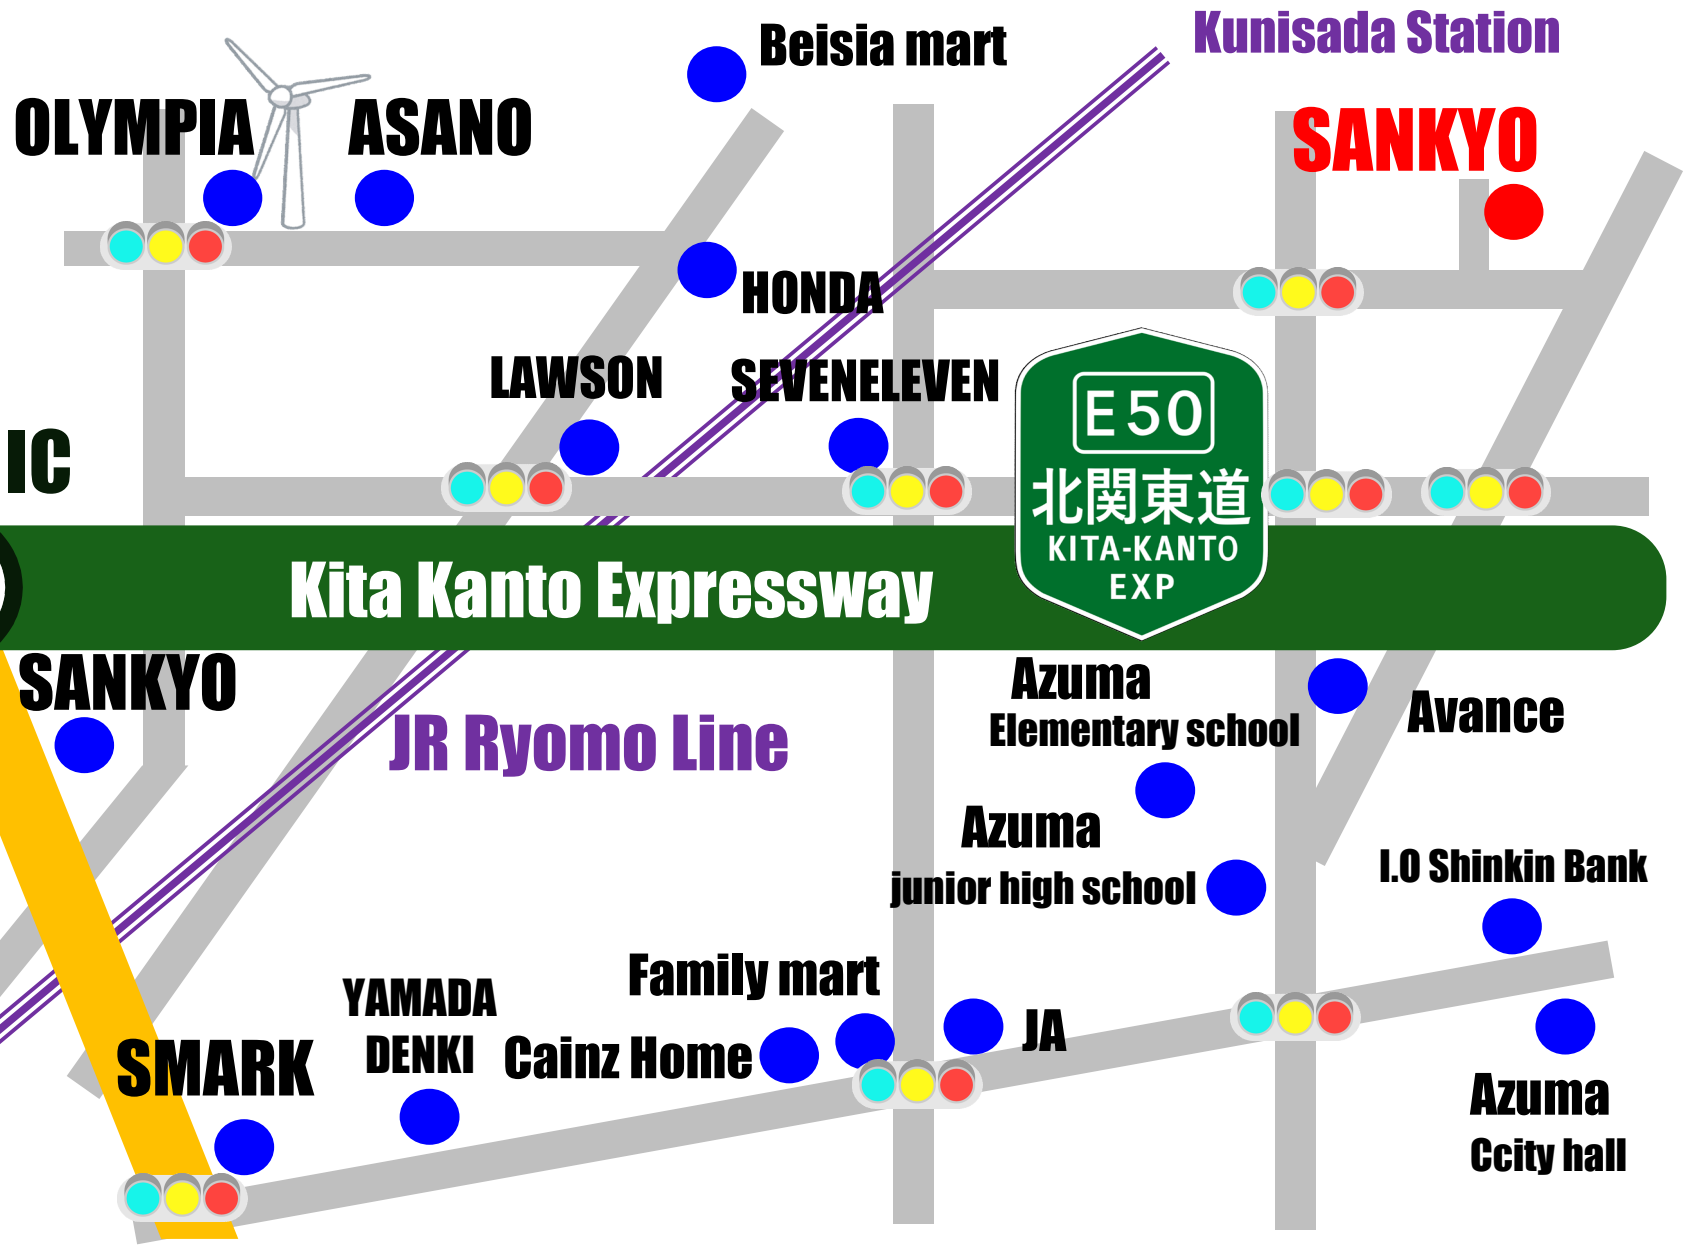 Kunisada Station
Beisia mart
OLYMPIA
ASANO
SANKYO
HONDA
LAWSON
SEVENELEVEN
IC
E50
北関東道
KITA-KANTO
EXP
Kita Kanto Expressway
SANKYO
JR Ryomo Line
Azuma
Elementary school
Avance
Azuma
junior high school
I.O Shinkin Bank
Family mart
YAMADA
DENKI
Cainz Home
JA
SMARK
Azuma
Ccity hall